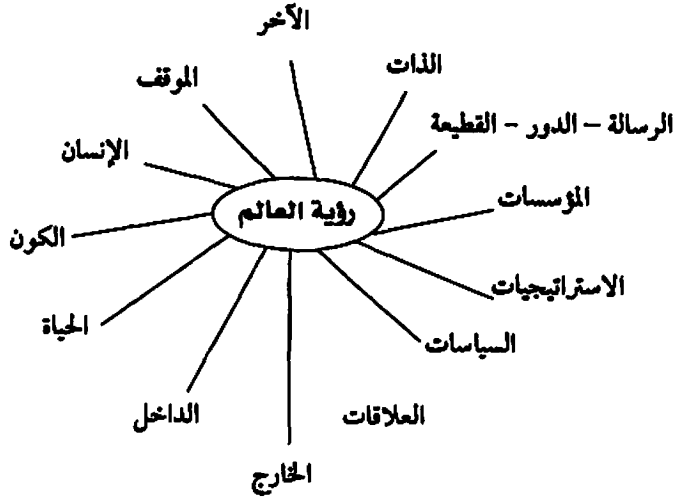 الآخر
الذات
الموقف
الرسالة – الدور – القطيعة
الإنسان
المؤسسات
رؤية العالم
الكون
الاستراتيجيات
الحياة
السياسات
العلاقات
الداخل
الخارج